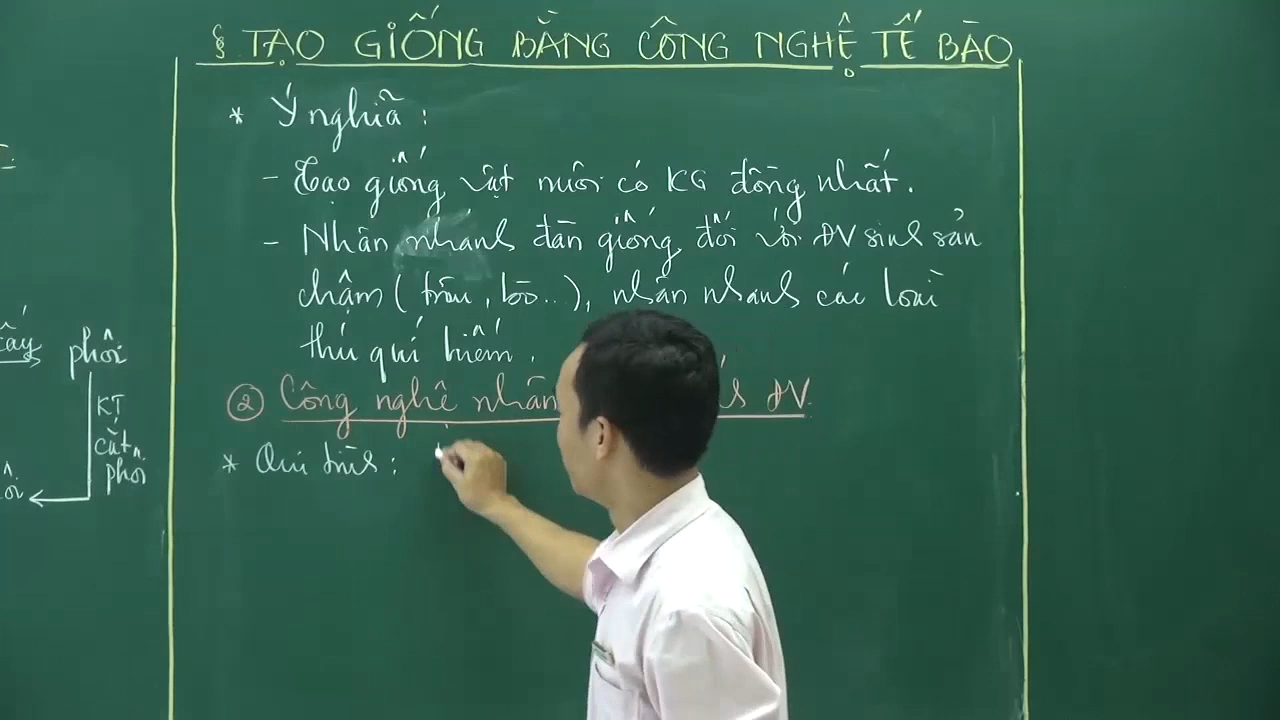 § TẠO GIỐNG BẰNG CÔNG NGHỆ TẾ BÀO
* Ý nghĩa :
- Tạo giống vật nuôi có KG đồng nhất.
- Nhân nhanh đàn giống đối với ĐV sinh sản
chậm (trâu, bò...), nhân nhanh các loài
thú quí hiếm.
② Công nghệ nhân ĐV.
* Qui trình :
cấy
phôi
KT
cắt
phôi